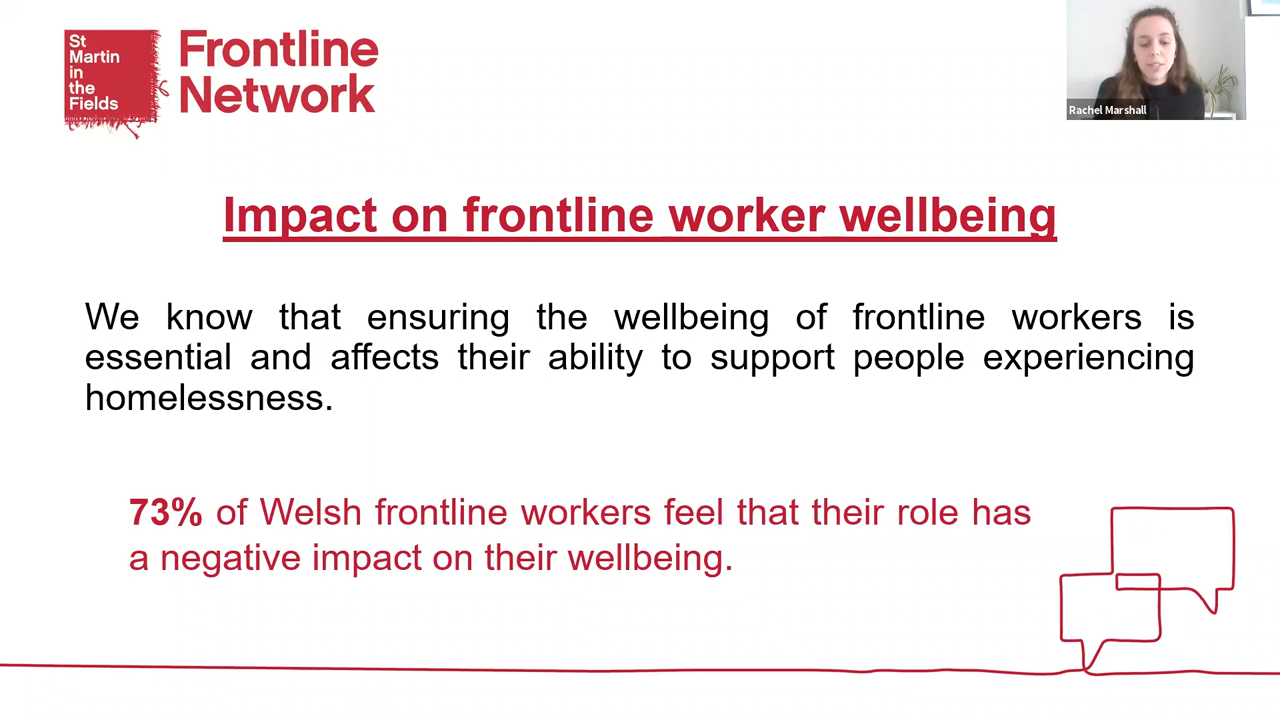 St
Martin
in
the
Fields
Frontline
Network
Rachel Marshall
Impact on frontline worker wellbeing
We know that ensuring the wellbeing of frontline workers is
essential and affects their ability to support people experiencing
homelessness.
73% of Welsh frontline workers feel that their role has
a negative impact on their wellbeing.